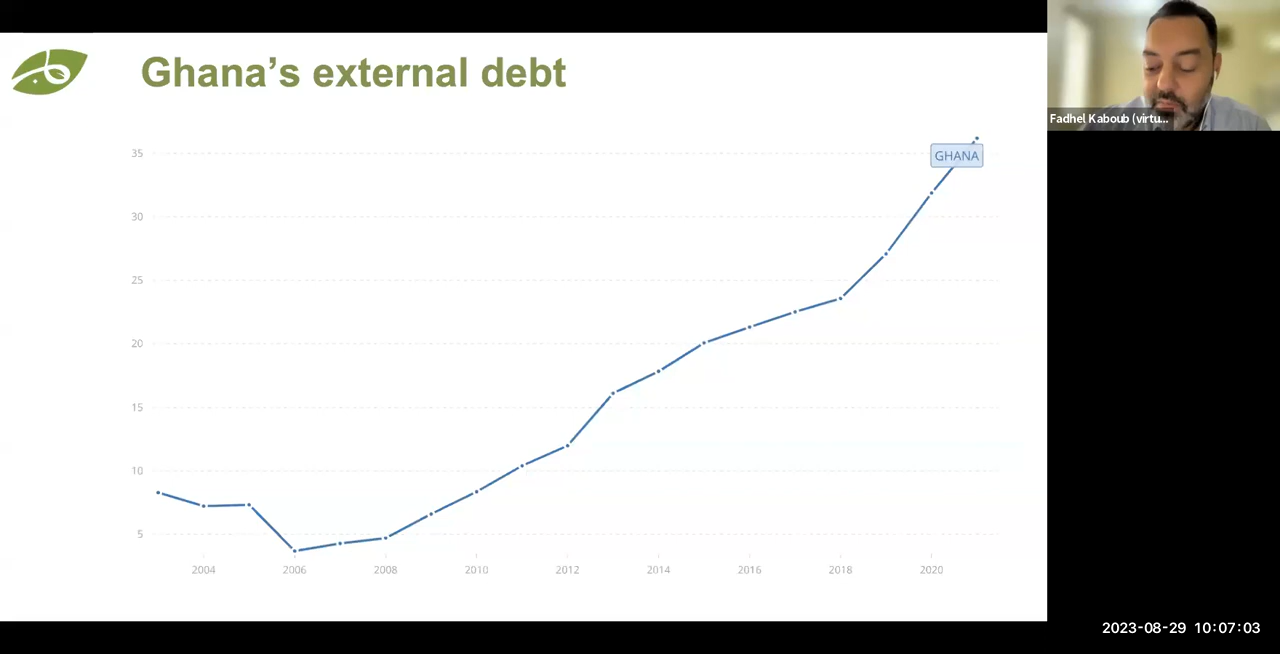 Ghana’s external debt
Fadhel Kaboub (virtu...
35
GHANA
30
25
20
15
10
5
2004 2006 2008 2010 2012 2014 2016 2018 2020
2023-08-29 10:07:03